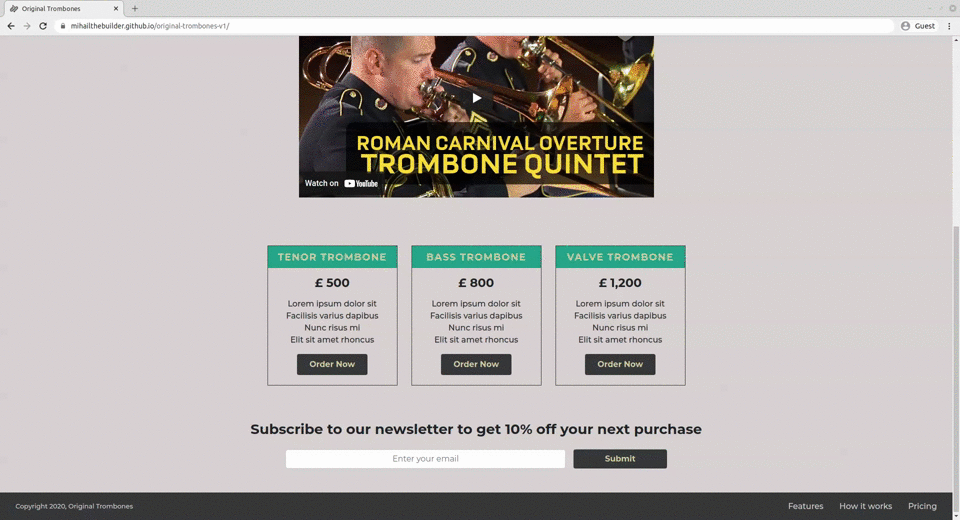 Original Trombones
mihailthebuilder.github.io/original-trombones-v1/
Guest
ROMAN CARNIVAL OVERTURE
TROMBONE QUINTET
Watch on YouTube
TENOR TROMBONE
£ 500
Lorem ipsum dolor sit
Facilisis varius dapibus
Nunc risus mi
Elit sit amet rhoncus
Order Now
BASS TROMBONE
£ 800
Lorem ipsum dolor sit
Facilisis varius dapibus
Nunc risus mi
Elit sit amet rhoncus
Order Now
VALVE TROMBONE
£ 1,200
Lorem ipsum dolor sit
Facilisis varius dapibus
Nunc risus mi
Elit sit amet rhoncus
Order Now
Subscribe to our newsletter to get 10% off your next purchase
Enter your email
Submit
Copyright 2020, Original Trombones
Features
How it works
Pricing